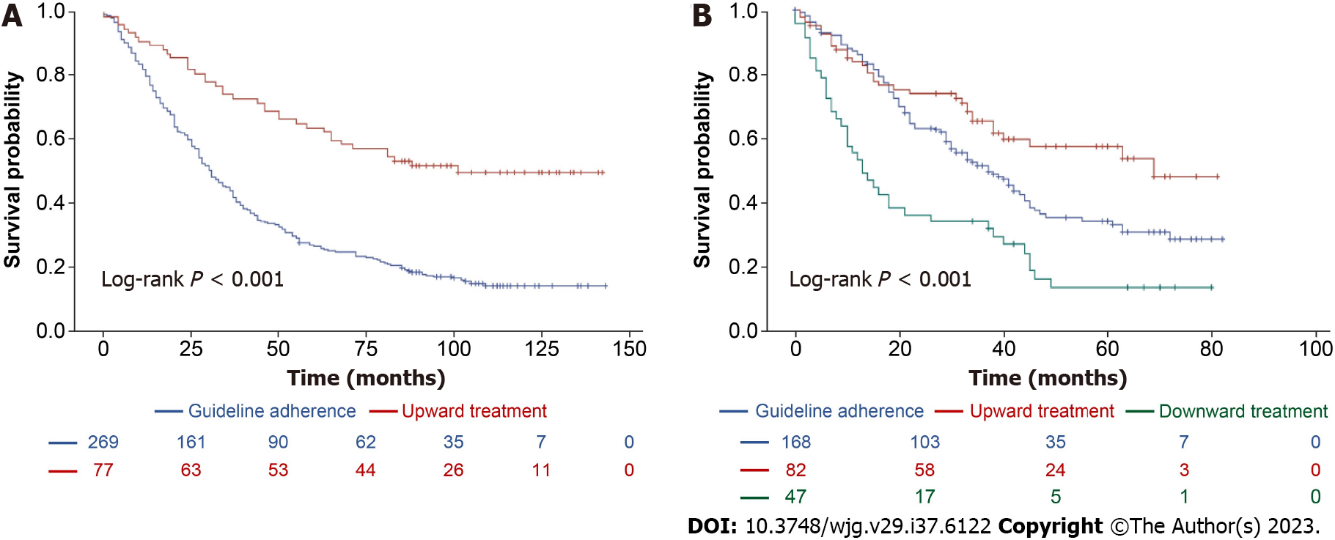 A
1.0
0.8
0.6
0.4
0.2
0.0
Survival probability
Log-rank P < 0.001
0 25 50 75 100 125 150
Time (months)
Guideline adherence Upward treatment
269 161 90 62 35 7 0
77 63 53 44 26 11 0
B
1.0
0.8
0.6
0.4
0.2
0.0
Survival probability
Log-rank P < 0.001
0 20 40 60 80 100
Time (months)
Guideline adherence Upward treatment Downward treatment
168 103 35 7 0
82 58 24 3 0
47 17 5 1 0
DOI: 10.3748/wjg.v29.i37.6122 Copyright ©The Author(s) 2023.